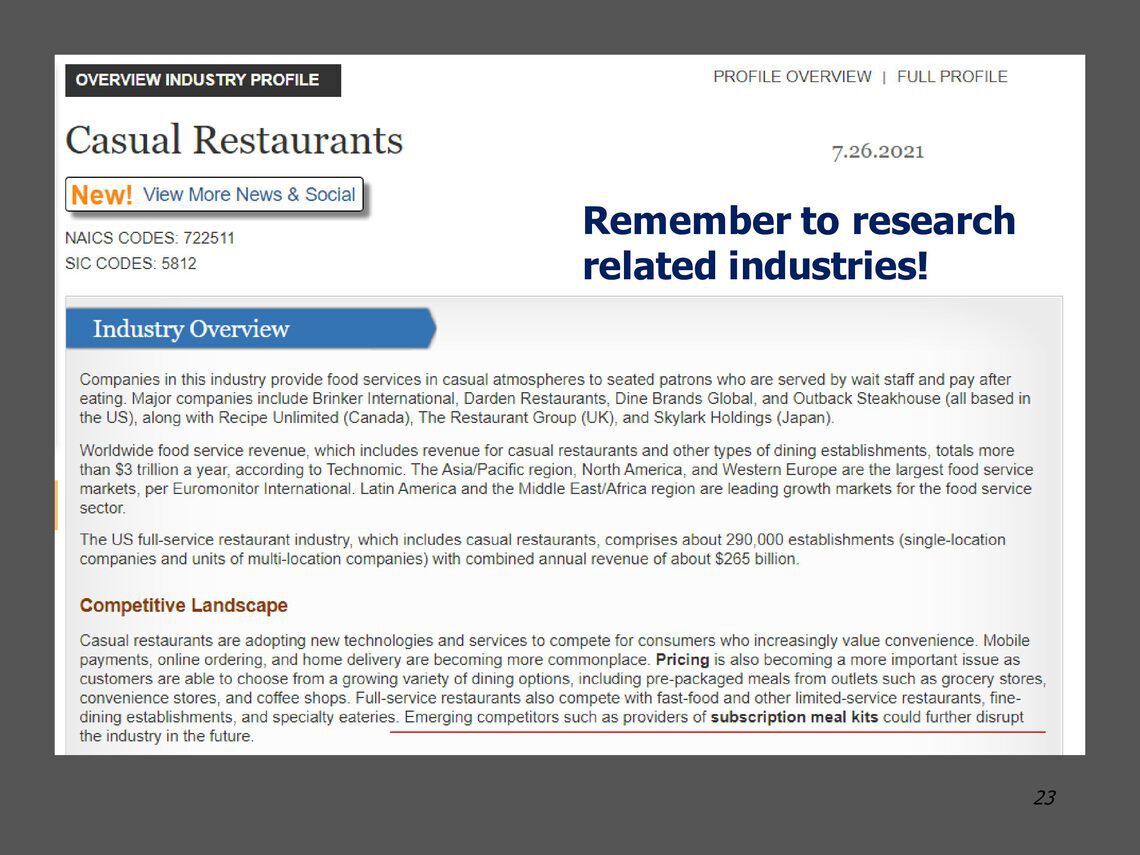 OVERVIEW INDUSTRY PROFILE
PROFILE OVERVIEW | FULL PROFILE
Casual Restaurants
7.26.2021
New! View More News & Social
Remember to research
related industries!
NAICS CODES: 722511
SIC CODES: 5812
Industry Overview
Companies in this industry provide food services in casual atmospheres to seated patrons who are served by wait staff and pay after
eating. Major companies include Brinker International, Darden Restaurants, Dine Brands Global, and Outback Steakhouse (all based in
the US), along with Recipe Unlimited (Canada), The Restaurant Group (UK), and Skylark Holdings (Japan).
Worldwide food service revenue, which includes revenue for casual restaurants and other types of dining establishments, totals more
than $3 trillion a year, according to Technomic. The Asia/Pacific region, North America, and Western Europe are the largest food service
markets, per Euromonitor International. Latin America and the Middle East/Africa region are leading growth markets for the food service
sector.
The US full-service restaurant industry, which includes casual restaurants, comprises about 290,000 establishments (single-location
companies and units of multi-location companies) with combined annual revenue of about $265 billion.
Competitive Landscape
Casual restaurants are adopting new technologies and services to compete for consumers who increasingly value convenience. Mobile
payments, online ordering, and home delivery are becoming more commonplace. Pricing is also becoming a more important issue as
customers are able to choose from a growing variety of dining options, including pre-packaged meals from outlets such as grocery stores,
convenience stores, and coffee shops. Full-service restaurants also compete with fast-food and other limited-service restaurants, fine-
dining establishments, and specialty eateries. Emerging competitors such as providers of subscription meal kits could further disrupt
the industry in the future.
23